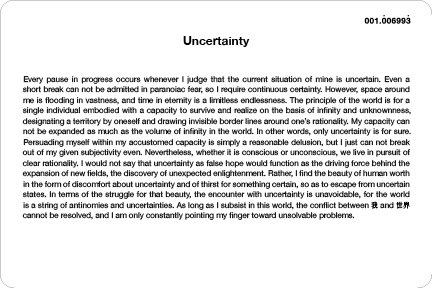 001.0̇06993̇
Uncertainty
Every pause in progress occurs whenever I judge that the current situation of mine is uncertain. Even a
short break can not be admitted in paranoiac fear, so I require continuous certainty. However, space around
me is flooding in vastness, and time in eternity is a limitless endlessness. The principle of the world is for a
single individual embodied with a capacity to survive and realize on the basis of infinity and unknownness,
designating a territory by oneself and drawing invisible border lines around one's rationality. My capacity can
not be expanded as much as the volume of infinity in the world. In other words, only uncertainty is for sure.
Persuading myself within my accustomed capacity is simply a reasonable delusion, but I just can not break
out of my given subjectivity even. Nevertheless, whether it is conscious or unconscious, we live in pursuit of
clear rationality. I would not say that uncertainty as false hope would function as the driving force behind the
expansion of new fields, the discovery of unexpected enlightenment. Rather, I find the beauty of human worth
in the form of discomfort about uncertainty and of thirst for something certain, so as to escape from uncertain
states. In terms of the struggle for that beauty, the encounter with uncertainty is unavoidable, for the world
is a string of antinomies and uncertainties. As long as I subsist in this world, the conflict between 我 and 世界
cannot be resolved, and I am only constantly pointing my finger toward unsolvable problems.